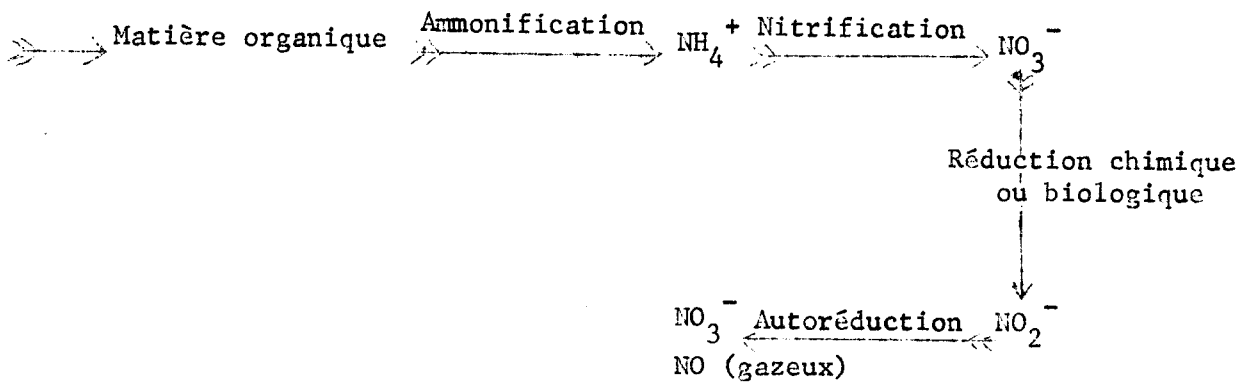 Matière organique Ammonification NH₄⁺ Nitrification NO₃⁻
Réduction chimique
ou biologique
NO₃⁻ Autoréduction NO₂⁻
NO (gazeux)